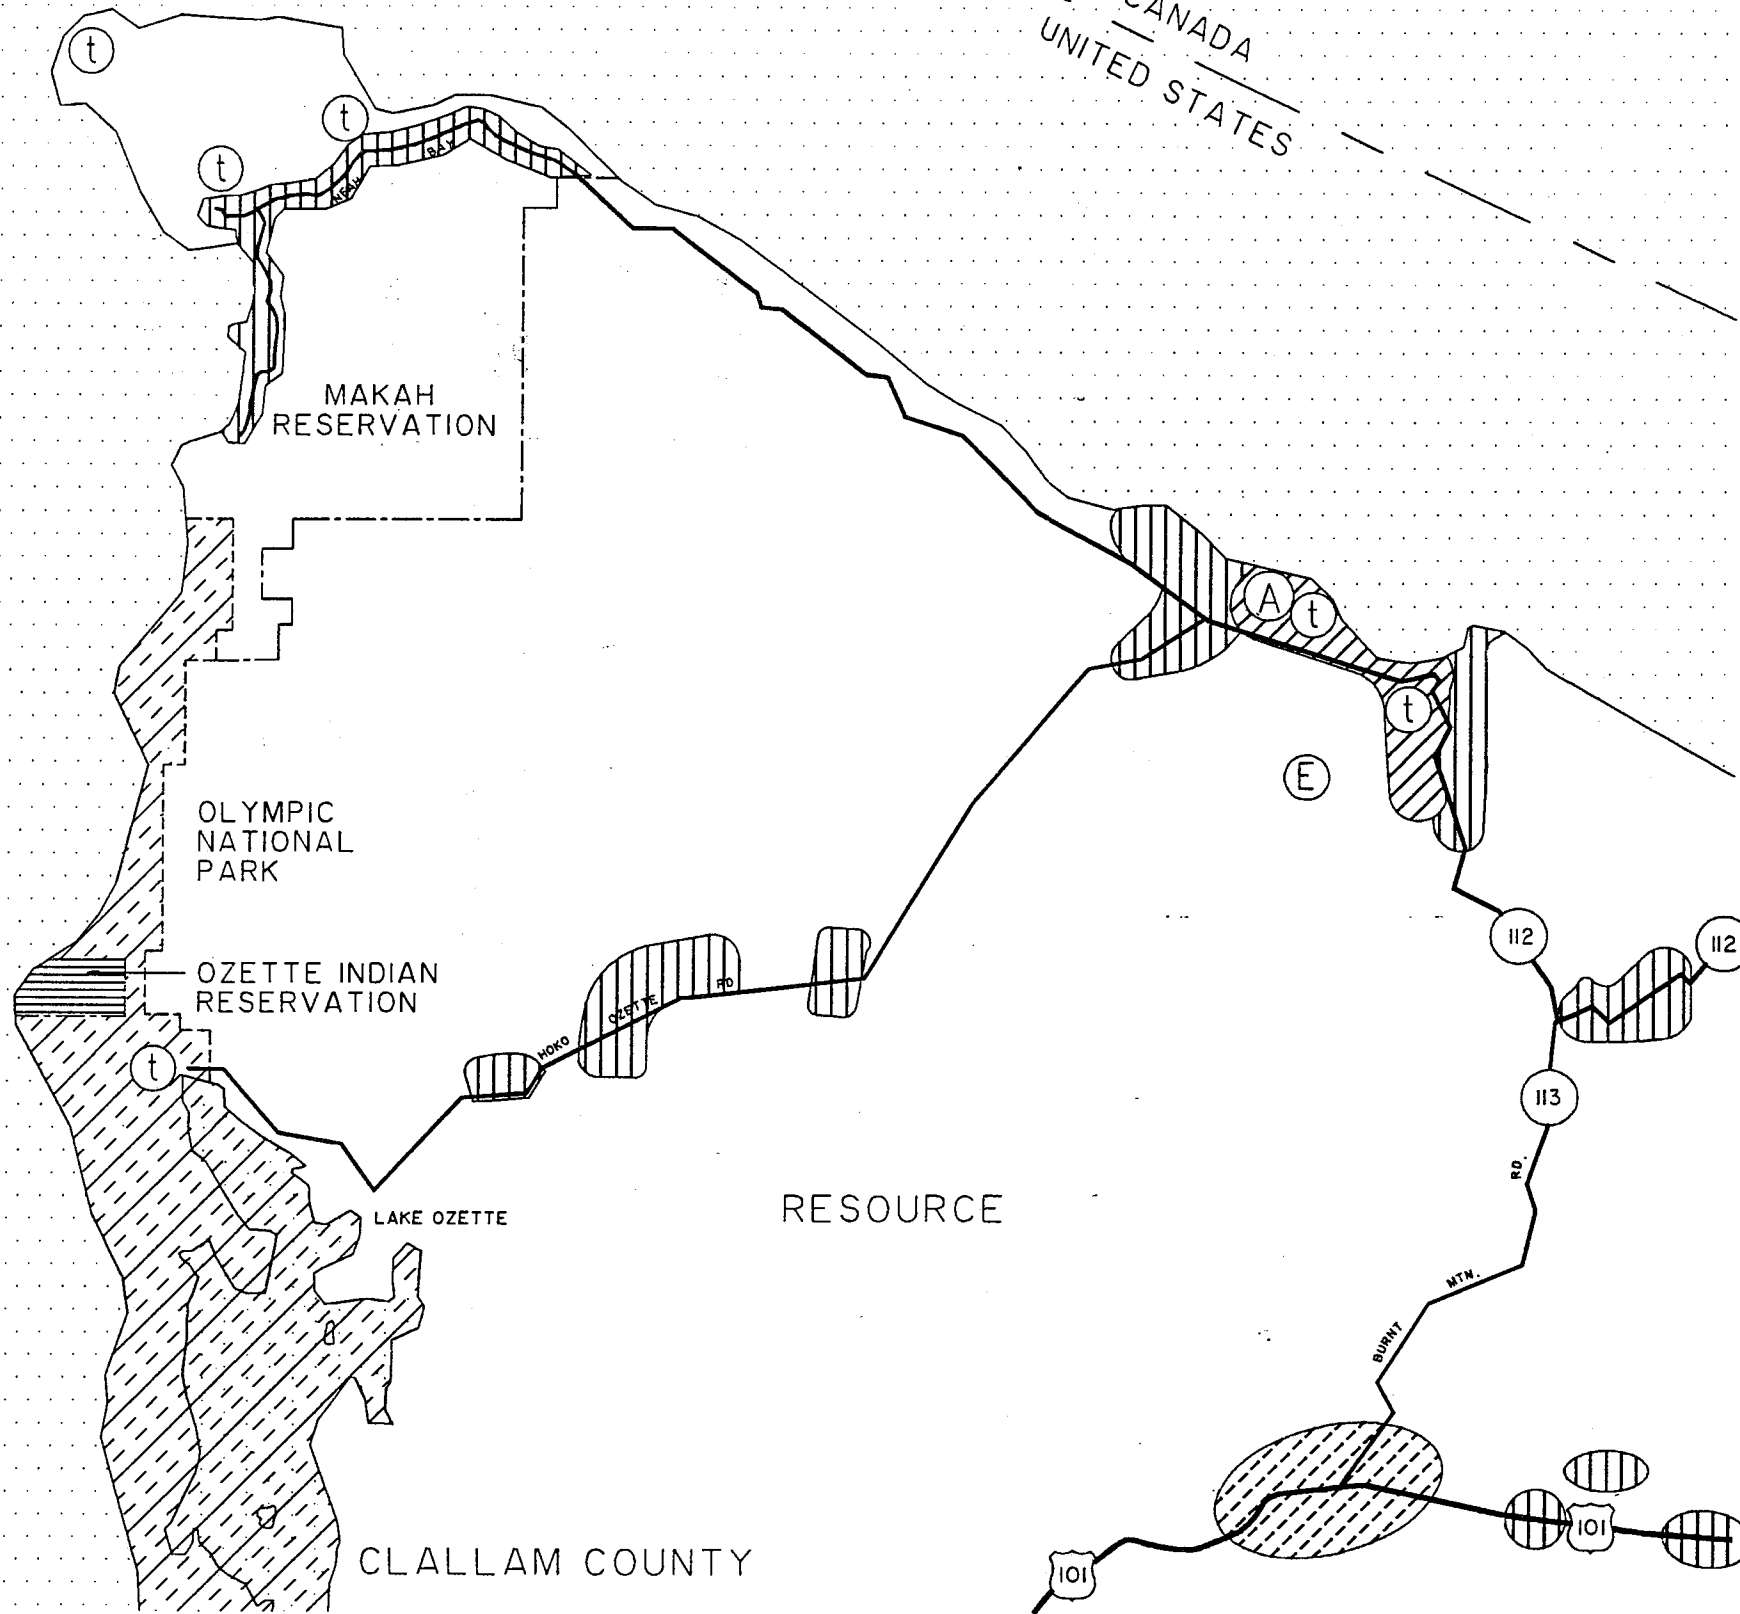 CANADA
UNITED STATES
t
t
t
NEAH
BAY
MAKAH
RESERVATION
A
t
t
E
OLYMPIC
NATIONAL
PARK
112
112
OZETTE INDIAN
RESERVATION
HOKO
OZETTE
RD
t
113
RD.
LAKE OZETTE
RESOURCE
MTN.
BURNT
101
101
CLALLAM COUNTY